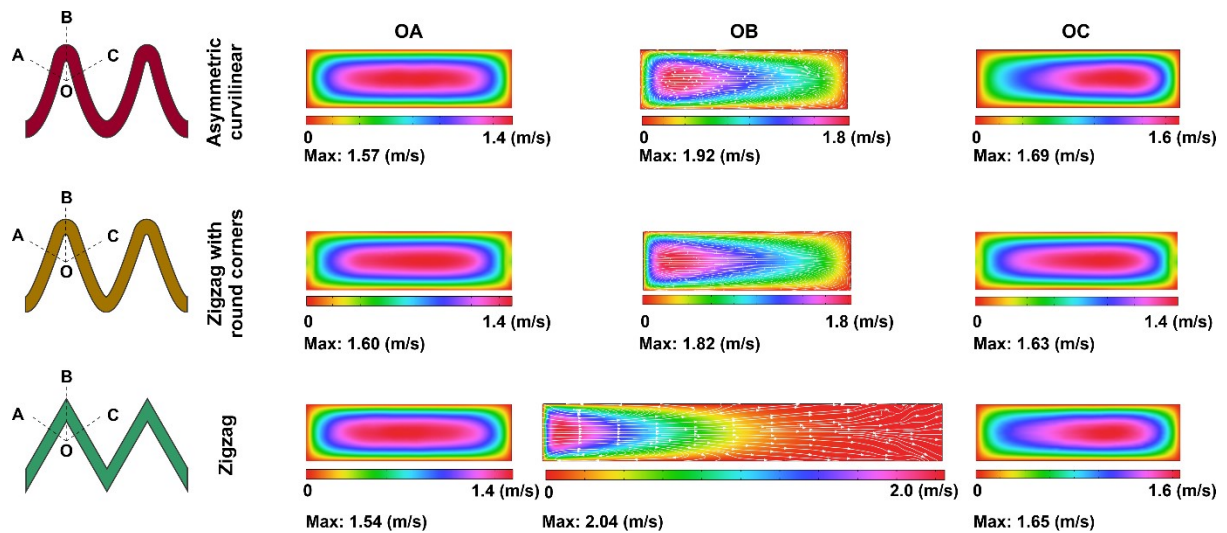 OA OB OC
B
A C
O
Asymmetric
curvilinear
0 1.4 (m/s) 0 1.8 (m/s) 0 1.6 (m/s)
Max: 1.57 (m/s) Max: 1.92 (m/s) Max: 1.69 (m/s)
B
A C
O
Zigzag with
round corners
0 1.4 (m/s) 0 1.8 (m/s) 0 1.4 (m/s)
Max: 1.60 (m/s) Max: 1.82 (m/s) Max: 1.63 (m/s)
B
A C
O
Zigzag
0 1.4 (m/s) 0 2.0 (m/s) 0 1.6 (m/s)
Max: 1.54 (m/s) Max: 2.04 (m/s) Max: 1.65 (m/s)